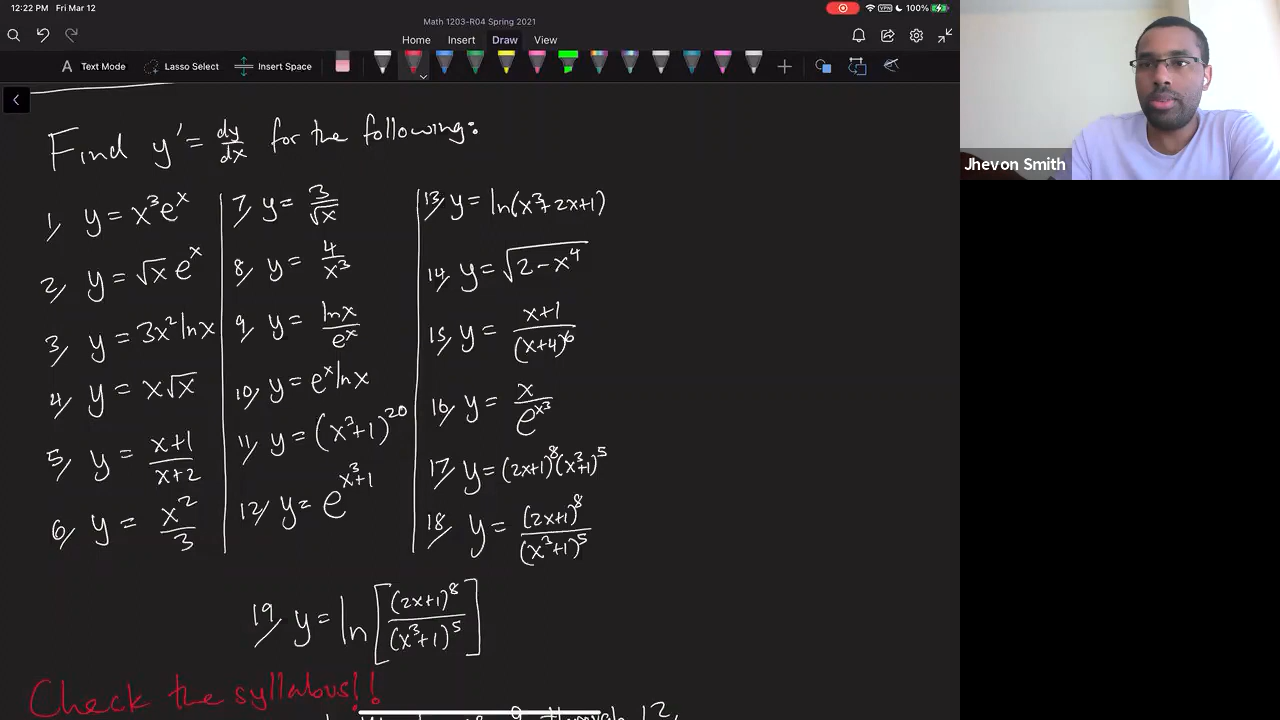 12:22 PM Fri Mar 12
100%
VPN
Math 1203-R04 Spring 2021
Home Insert Draw View
A Text Mode Lasso Select Insert Space
Find y' = dy/dx for the following:
1, y = x³eˣ
2, y = √x eˣ
3, y = 3x² ln x
4, y = x√x
5, y = (x+1)/(x+2)
6, y = x²/3
7, y = 3/√x
8, y = 4/x³
9, y = ln x/eˣ
10, y = eˣ ln x
11, y = (x³+1)²⁰
12, y = e^(x³+1)
13, y = ln(x³+2x+1)
14, y = √(2-x⁴)
15, y = (x+1)/(x+4)⁶
16, y = x/e^(x³)
17, y = (2x+1)⁸(x³+1)⁵
18, y = (2x+1)⁸/(x³+1)⁵
19, y = ln[(2x+1)⁸/(x³+1)⁵]
Check the syllabus!!
through 12,
Jhevon Smith